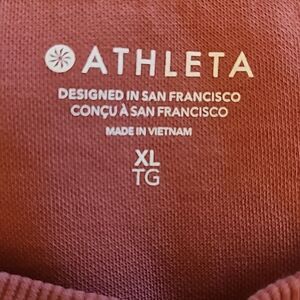 ATHLETA
DESIGNED IN SAN FRANCISCO
CONÇU À SAN FRANCISCO
MADE IN VIETNAM
XL
TG